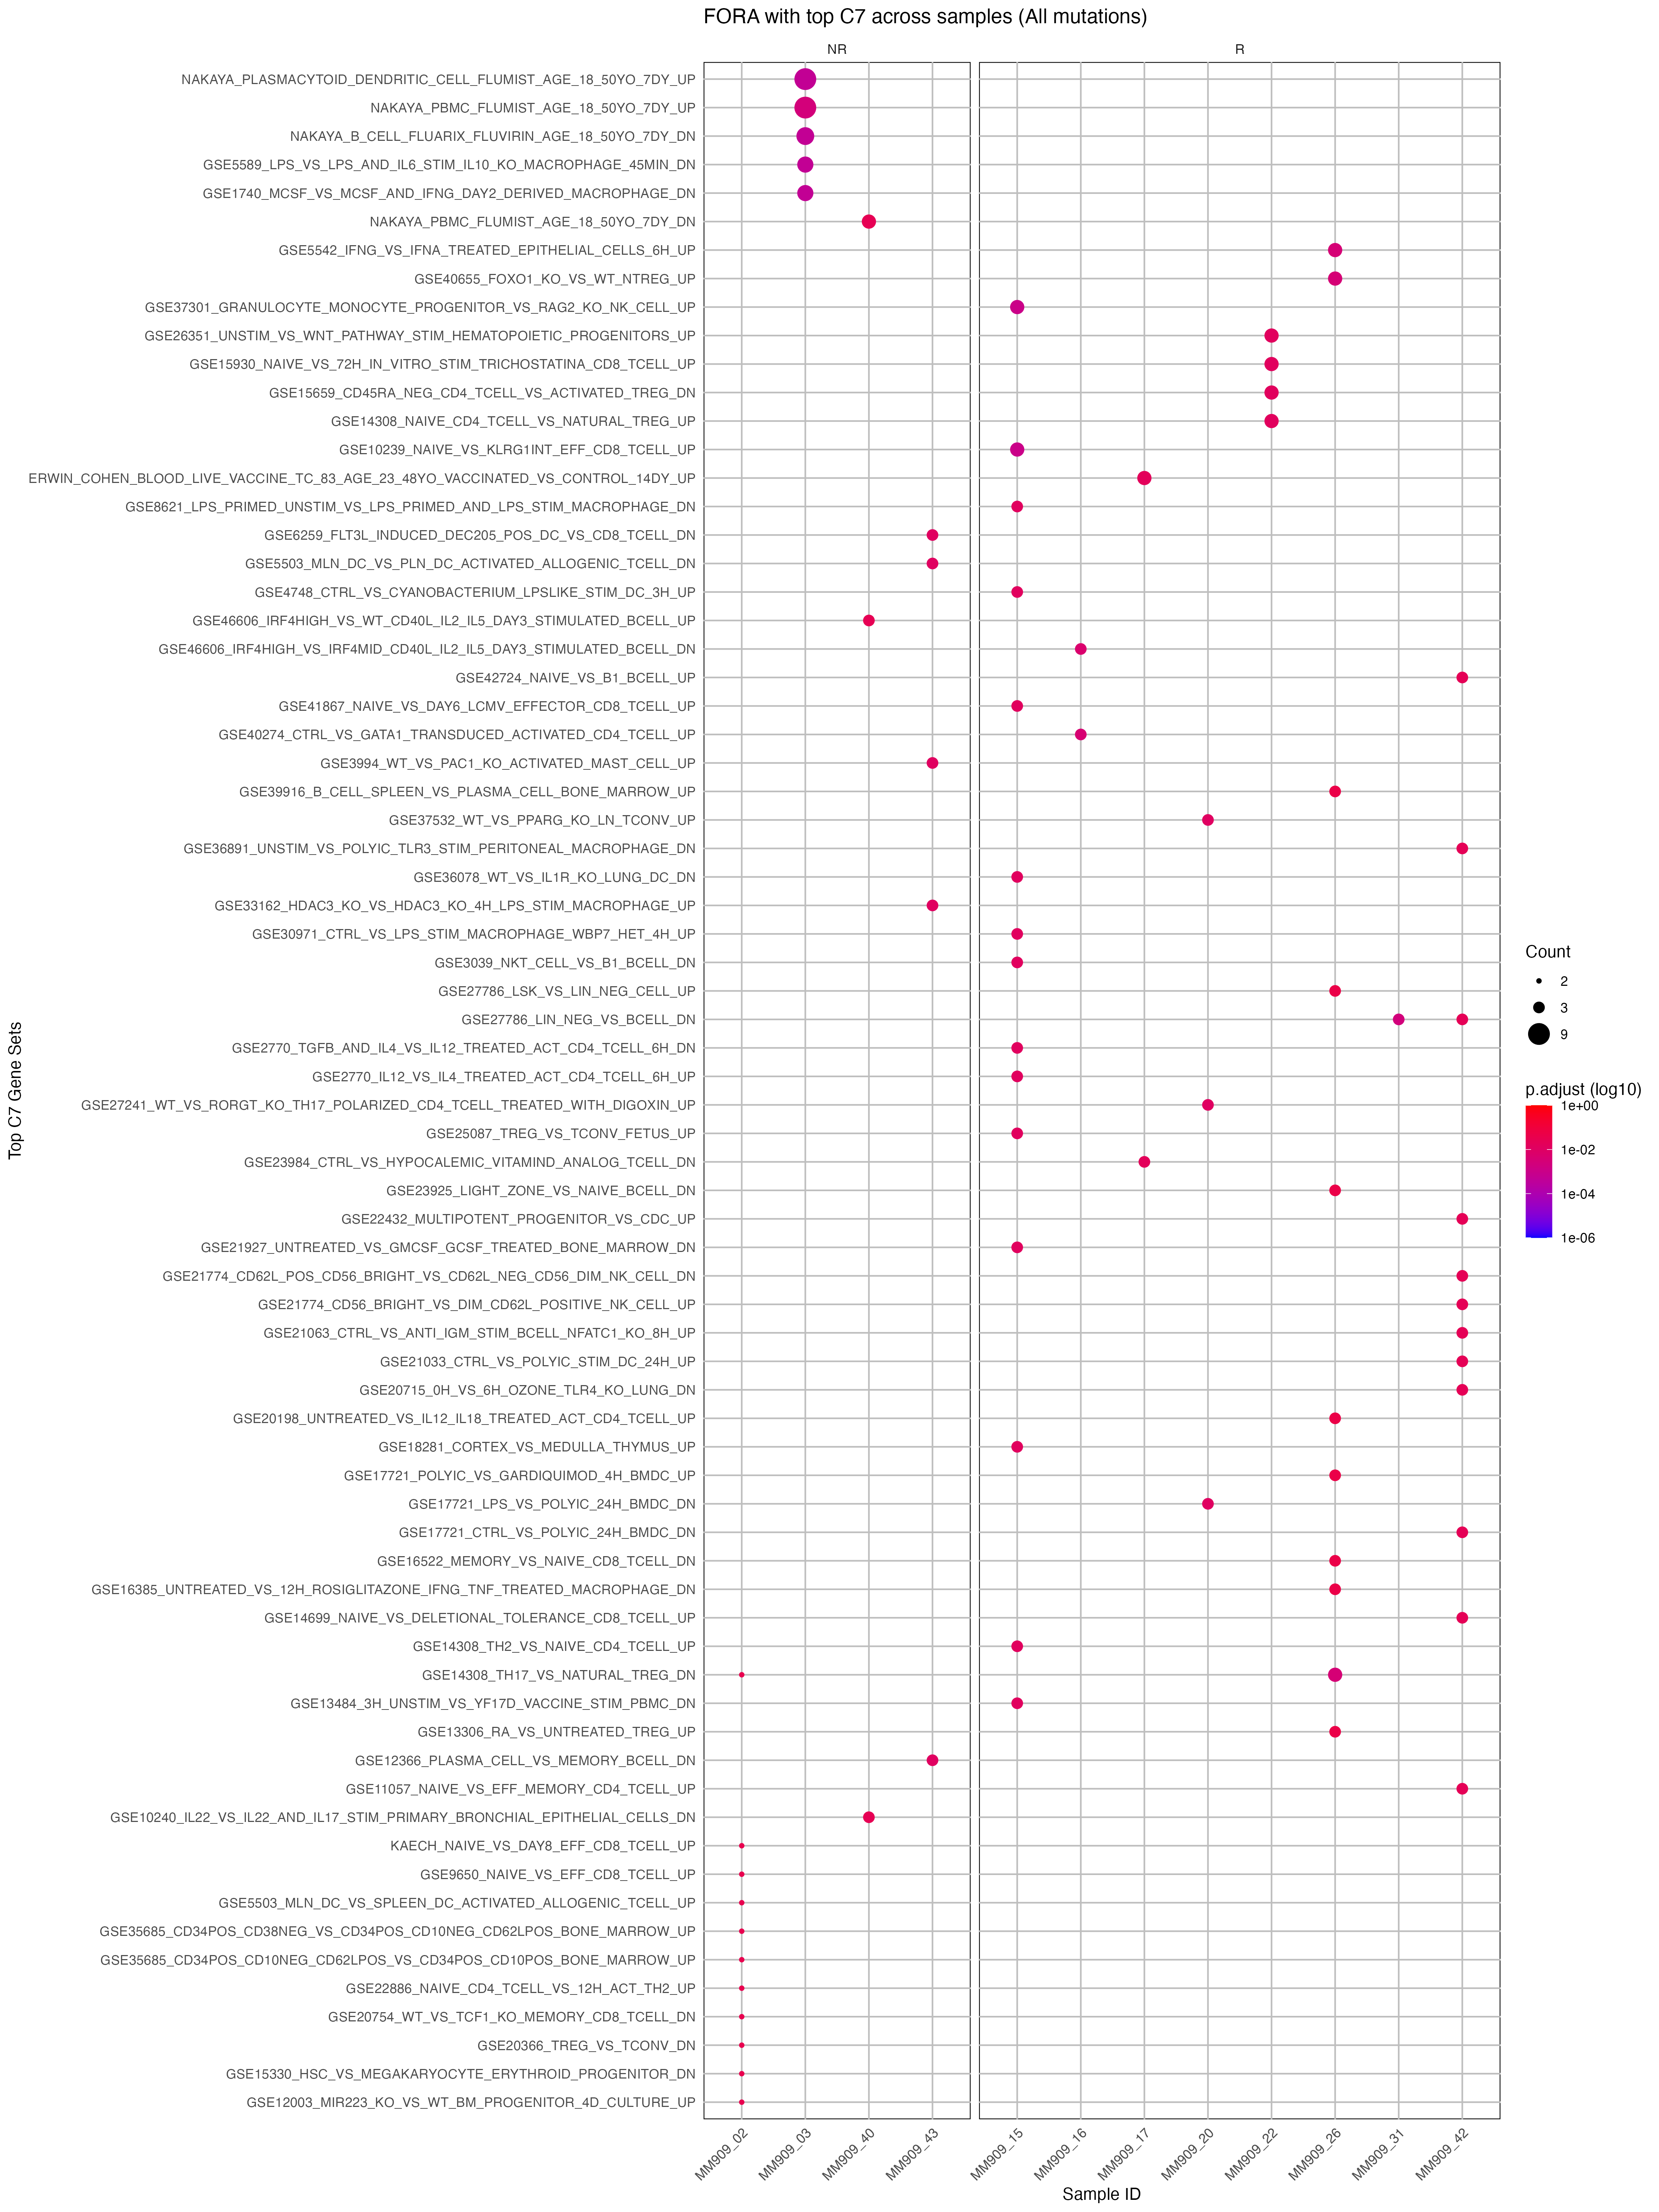 FORA with top C7 across samples (All mutations)
NR
R
NAKAYA_PLASMACYTOID_DENDRITIC_CELL_FLUMIST_AGE_18_50YO_7DY_UP
NAKAYA_PBMC_FLUMIST_AGE_18_50YO_7DY_UP
NAKAYA_B_CELL_FLUARIX_FLUVIRIN_AGE_18_50YO_7DY_DN
GSE5589_LPS_VS_LPS_AND_IL6_STIM_IL10_KO_MACROPHAGE_45MIN_DN
GSE1740_MCSF_VS_MCSF_AND_IFNG_DAY2_DERIVED_MACROPHAGE_DN
NAKAYA_PBMC_FLUMIST_AGE_18_50YO_7DY_DN
GSE5542_IFNG_VS_IFNA_TREATED_EPITHELIAL_CELLS_6H_UP
GSE40655_FOXO1_KO_VS_WT_NTREG_UP
GSE37301_GRANULOCYTE_MONOCYTE_PROGENITOR_VS_RAG2_KO_NK_CELL_UP
GSE26351_UNSTIM_VS_WNT_PATHWAY_STIM_HEMATOPOIETIC_PROGENITORS_UP
GSE15930_NAIVE_VS_72H_IN_VITRO_STIM_TRICHOSTATINA_CD8_TCELL_UP
GSE15659_CD45RA_NEG_CD4_TCELL_VS_ACTIVATED_TREG_DN
GSE14308_NAIVE_CD4_TCELL_VS_NATURAL_TREG_UP
GSE10239_NAIVE_VS_KLRG1INT_EFF_CD8_TCELL_UP
ERWIN_COHEN_BLOOD_LIVE_VACCINE_TC_83_AGE_23_48YO_VACCINATED_VS_CONTROL_14DY_UP
GSE8621_LPS_PRIMED_UNSTIM_VS_LPS_PRIMED_AND_LPS_STIM_MACROPHAGE_DN
GSE6259_FLT3L_INDUCED_DEC205_POS_DC_VS_CD8_TCELL_DN
GSE5503_MLN_DC_VS_PLN_DC_ACTIVATED_ALLOGENIC_TCELL_DN
GSE4748_CTRL_VS_CYANOBACTERIUM_LPSLIKE_STIM_DC_3H_UP
GSE46606_IRF4HIGH_VS_WT_CD40L_IL2_IL5_DAY3_STIMULATED_BCELL_UP
GSE46606_IRF4HIGH_VS_IRF4MID_CD40L_IL2_IL5_DAY3_STIMULATED_BCELL_DN
GSE42724_NAIVE_VS_B1_BCELL_UP
GSE41867_NAIVE_VS_DAY6_LCMV_EFFECTOR_CD8_TCELL_UP
GSE40274_CTRL_VS_GATA1_TRANSDUCED_ACTIVATED_CD4_TCELL_UP
GSE3994_WT_VS_PAC1_KO_ACTIVATED_MAST_CELL_UP
GSE39916_B_CELL_SPLEEN_VS_PLASMA_CELL_BONE_MARROW_UP
GSE37532_WT_VS_PPARG_KO_LN_TCONV_UP
GSE36891_UNSTIM_VS_POLYIC_TLR3_STIM_PERITONEAL_MACROPHAGE_DN
GSE36078_WT_VS_IL1R_KO_LUNG_DC_DN
GSE33162_HDAC3_KO_VS_HDAC3_KO_4H_LPS_STIM_MACROPHAGE_UP
GSE30971_CTRL_VS_LPS_STIM_MACROPHAGE_WBP7_HET_4H_UP
GSE3039_NKT_CELL_VS_B1_BCELL_DN
GSE27786_LSK_VS_LIN_NEG_CELL_UP
GSE27786_LIN_NEG_VS_BCELL_DN
GSE2770_TGFB_AND_IL4_VS_IL12_TREATED_ACT_CD4_TCELL_6H_DN
GSE2770_IL12_VS_IL4_TREATED_ACT_CD4_TCELL_6H_UP
GSE27241_WT_VS_RORGT_KO_TH17_POLARIZED_CD4_TCELL_TREATED_WITH_DIGOXIN_UP
GSE25087_TREG_VS_TCONV_FETUS_UP
GSE23984_CTRL_VS_HYPOCALEMIC_VITAMIND_ANALOG_TCELL_DN
GSE23925_LIGHT_ZONE_VS_NAIVE_BCELL_DN
GSE22432_MULTIPOTENT_PROGENITOR_VS_CDC_UP
GSE21927_UNTREATED_VS_GMCSF_GCSF_TREATED_BONE_MARROW_DN
GSE21774_CD62L_POS_CD56_BRIGHT_VS_CD62L_NEG_CD56_DIM_NK_CELL_DN
GSE21774_CD56_BRIGHT_VS_DIM_CD62L_POSITIVE_NK_CELL_UP
GSE21063_CTRL_VS_ANTI_IGM_STIM_BCELL_NFATC1_KO_8H_UP
GSE21033_CTRL_VS_POLYIC_STIM_DC_24H_UP
GSE20715_0H_VS_6H_OZONE_TLR4_KO_LUNG_DN
GSE20198_UNTREATED_VS_IL12_IL18_TREATED_ACT_CD4_TCELL_UP
GSE18281_CORTEX_VS_MEDULLA_THYMUS_UP
GSE17721_POLYIC_VS_GARDIQUIMOD_4H_BMDC_UP
GSE17721_LPS_VS_POLYIC_24H_BMDC_DN
GSE17721_CTRL_VS_POLYIC_24H_BMDC_DN
GSE16522_MEMORY_VS_NAIVE_CD8_TCELL_DN
GSE16385_UNTREATED_VS_12H_ROSIGLITAZONE_IFNG_TNF_TREATED_MACROPHAGE_DN
GSE14699_NAIVE_VS_DELETIONAL_TOLERANCE_CD8_TCELL_UP
GSE14308_TH2_VS_NAIVE_CD4_TCELL_UP
GSE14308_TH17_VS_NATURAL_TREG_DN
GSE13484_3H_UNSTIM_VS_YF17D_VACCINE_STIM_PBMC_DN
GSE13306_RA_VS_UNTREATED_TREG_UP
GSE12366_PLASMA_CELL_VS_MEMORY_BCELL_DN
GSE11057_NAIVE_VS_EFF_MEMORY_CD4_TCELL_UP
GSE10240_IL22_VS_IL22_AND_IL17_STIM_PRIMARY_BRONCHIAL_EPITHELIAL_CELLS_DN
KAECH_NAIVE_VS_DAY8_EFF_CD8_TCELL_UP
GSE9650_NAIVE_VS_EFF_CD8_TCELL_UP
GSE5503_MLN_DC_VS_SPLEEN_DC_ACTIVATED_ALLOGENIC_TCELL_UP
GSE35685_CD34POS_CD38NEG_VS_CD34POS_CD10NEG_CD62LPOS_BONE_MARROW_UP
GSE35685_CD34POS_CD10NEG_CD62LPOS_VS_CD34POS_CD10POS_BONE_MARROW_UP
GSE22886_NAIVE_CD4_TCELL_VS_12H_ACT_TH2_UP
GSE20754_WT_VS_TCF1_KO_MEMORY_CD8_TCELL_DN
GSE20366_TREG_VS_TCONV_DN
GSE15330_HSC_VS_MEGAKARYOCYTE_ERYTHROID_PROGENITOR_DN
GSE12003_MIR223_KO_VS_WT_BM_PROGENITOR_4D_CULTURE_UP
Top C7 Gene Sets
MM909_02
MM909_03
MM909_40
MM909_43
MM909_15
MM909_16
MM909_17
MM909_20
MM909_22
MM909_26
MM909_31
MM909_42
Sample ID
Count
2
3
9
p.adjust (log10)
1e+00
1e-02
1e-04
1e-06